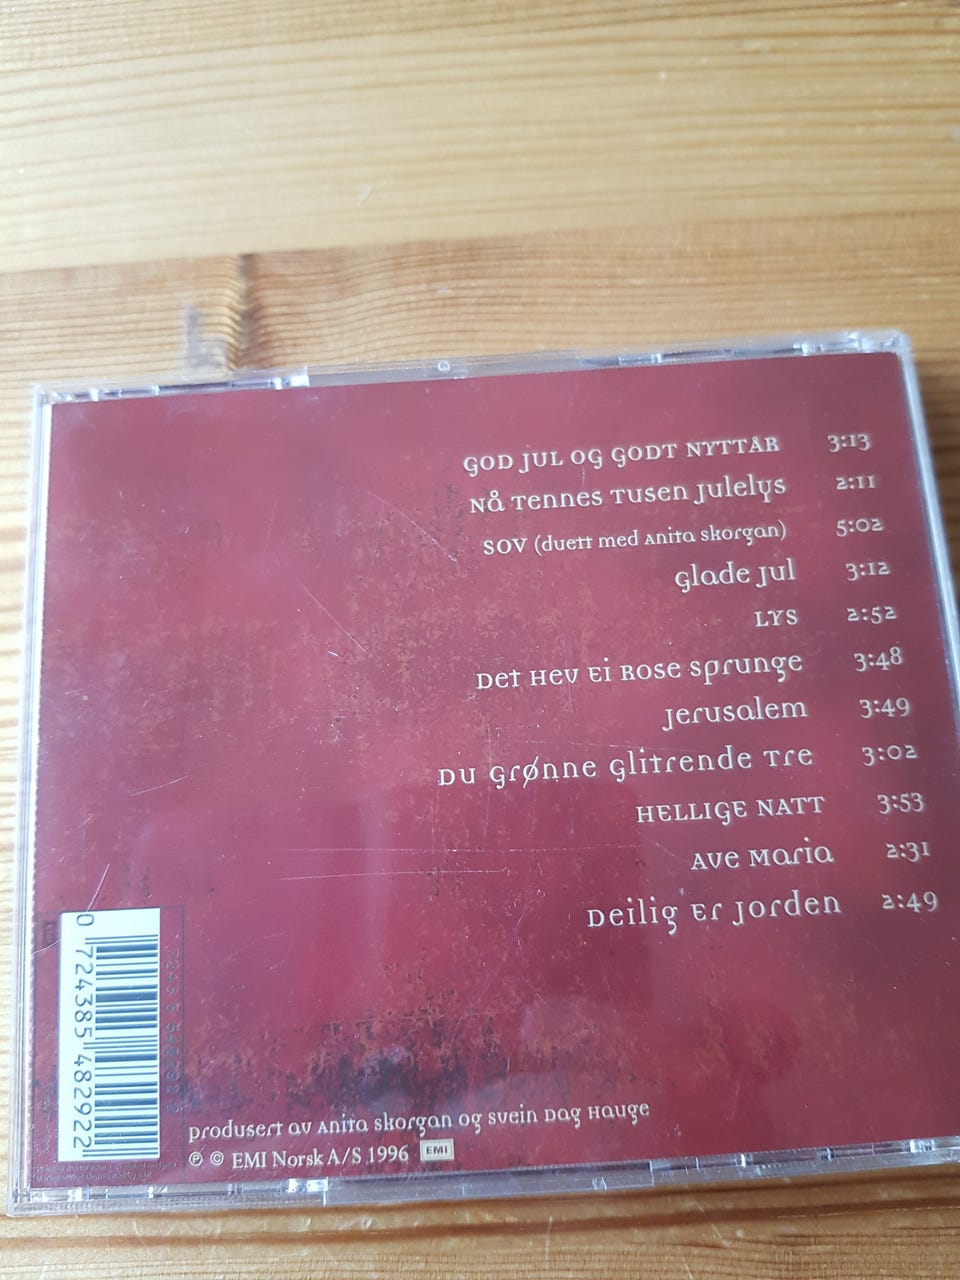 GOD JUL OG GODT NYTTÅR 3:13
Nå Tennes Tusen Julelys 2:11
SOV (duett med Anita Skorgan) 5:02
Glade Jul 3:12
LYS 2:52
Det Hev Ei Rose Sprunge 3:48
Jerusalem 3:49
Du Grønne Glitrende Tre 3:02
HELLIGE NATT 3:53
Ave Maria 2:31
Deilig Er Jorden 2:49
0 724385 482922
produsert av Anita Skorgan og Svein Dag Hauge
℗ © EMI Norsk A/S 1996 EMI